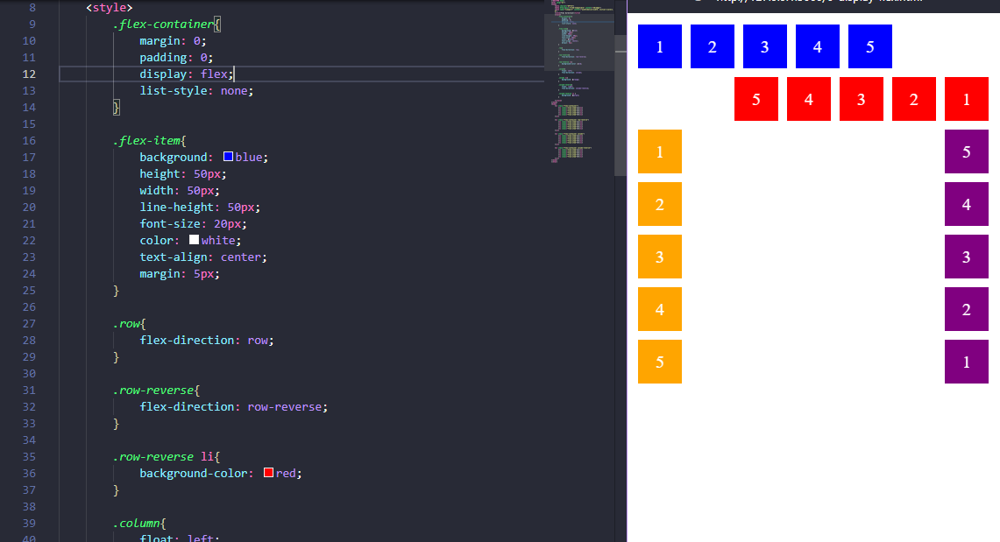 8 <style>
9 .flex-container{
10 margin: 0;
11 padding: 0;
12 display: flex;
13 list-style: none;
14 }
15
16 .flex-item{
17 background: blue;
18 height: 50px;
19 width: 50px;
20 line-height: 50px;
21 font-size: 20px;
22 color: white;
23 text-align: center;
24 margin: 5px;
25 }
26
27 .row{
28 flex-direction: row;
29 }
30
31 .row-reverse{
32 flex-direction: row-reverse;
33 }
34
35 .row-reverse li{
36 background-color: red;
37 }
38
39 .column{
40 float: left;
1 2 3 4 5
5 4 3 2 1
1 5
2 4
3 3
4 2
5 1